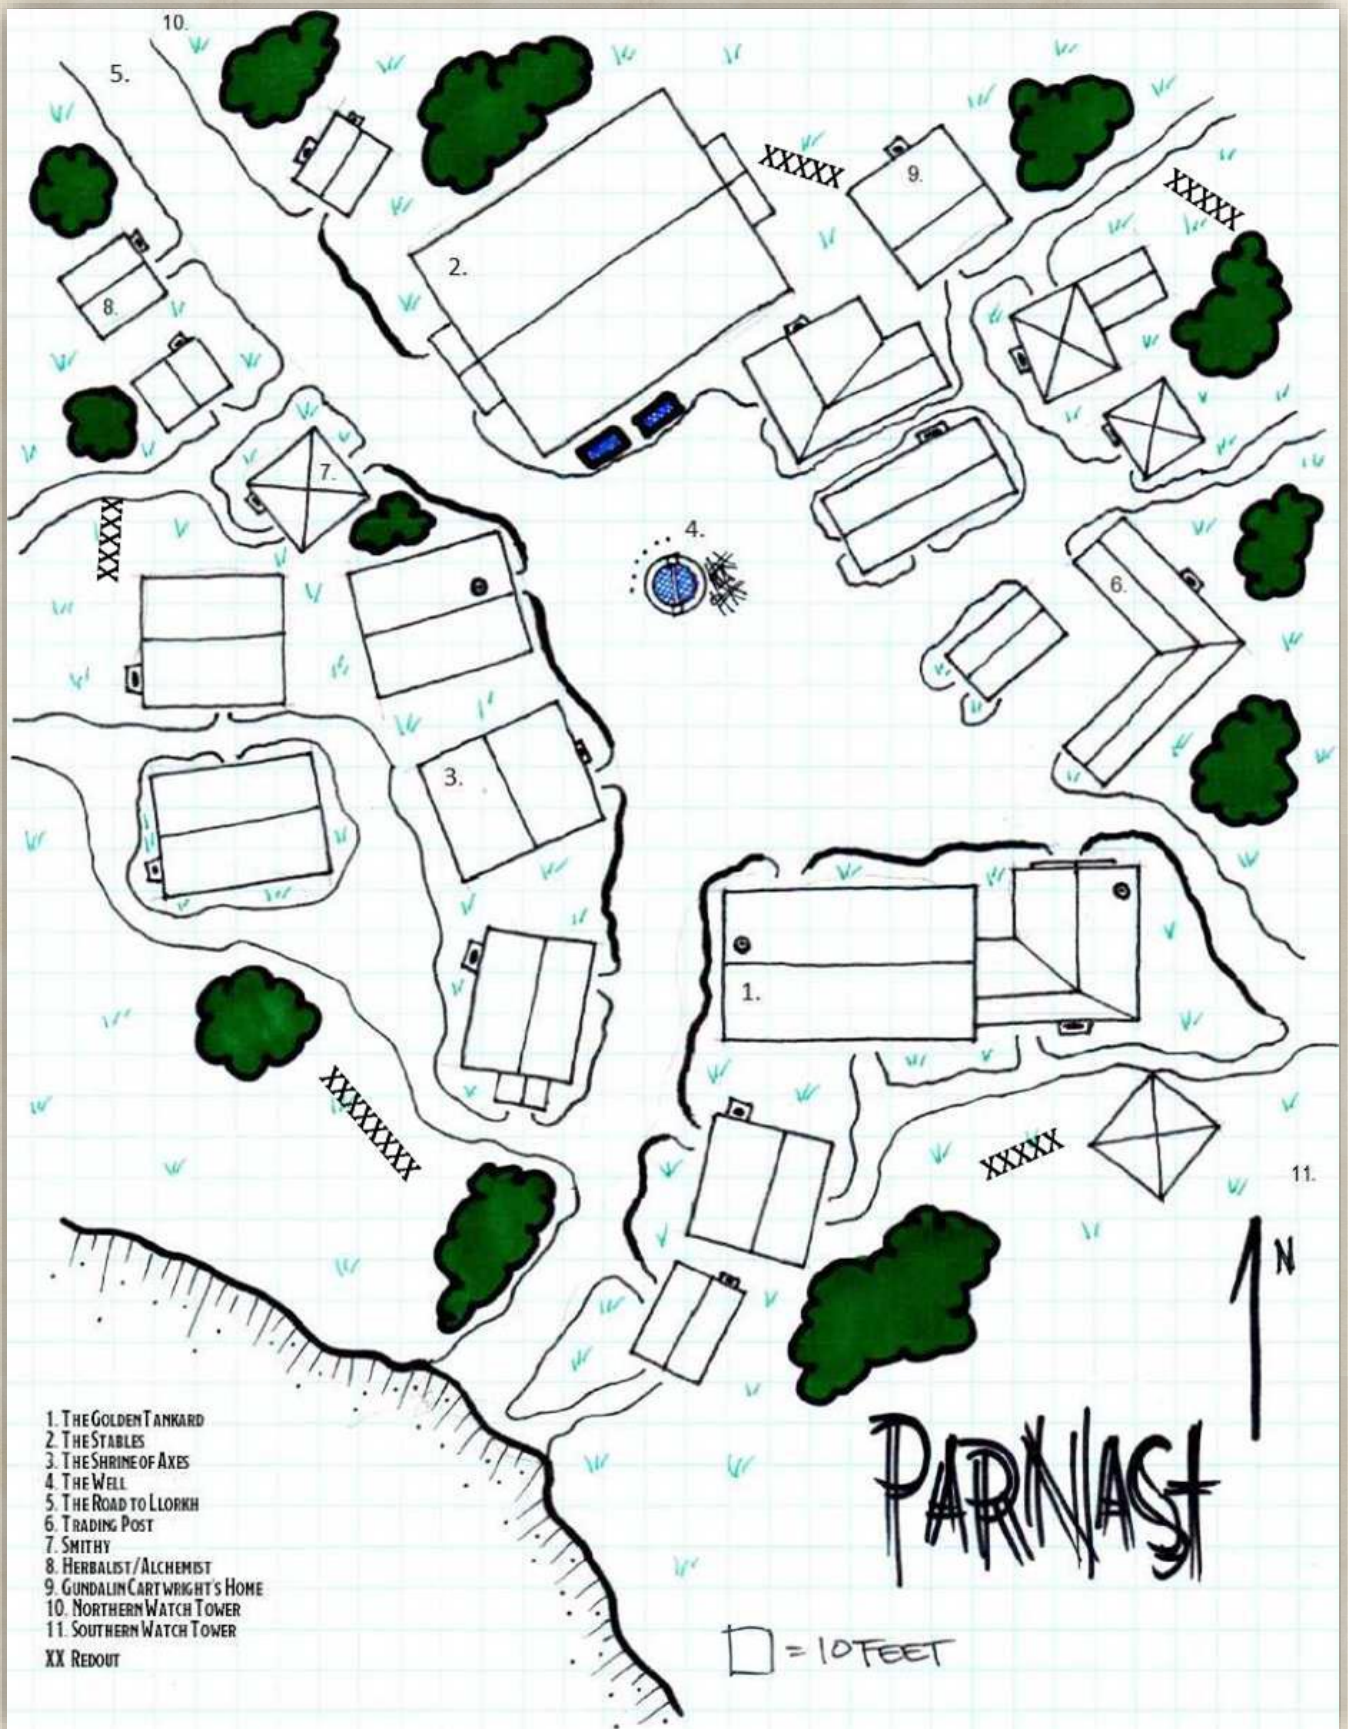 10.
5.
XXXXX
9.
XXXXX
2.
8.
7.
XXXXX
4.
6.
3.
1.
XXXXXXXX
XXXXX
11.
N
1. The Golden Tankard
2. The Stables
3. The Shrine of Axes
4. The Well
5. The Road to Llorkh
6. Trading Post
7. Smithy
8. Herbalist/Alchemist
9. Gundalin Cartwright's Home
10. Northern Watch Tower
11. Southern Watch Tower
XX Redout
PARNAST
= 10 FEET